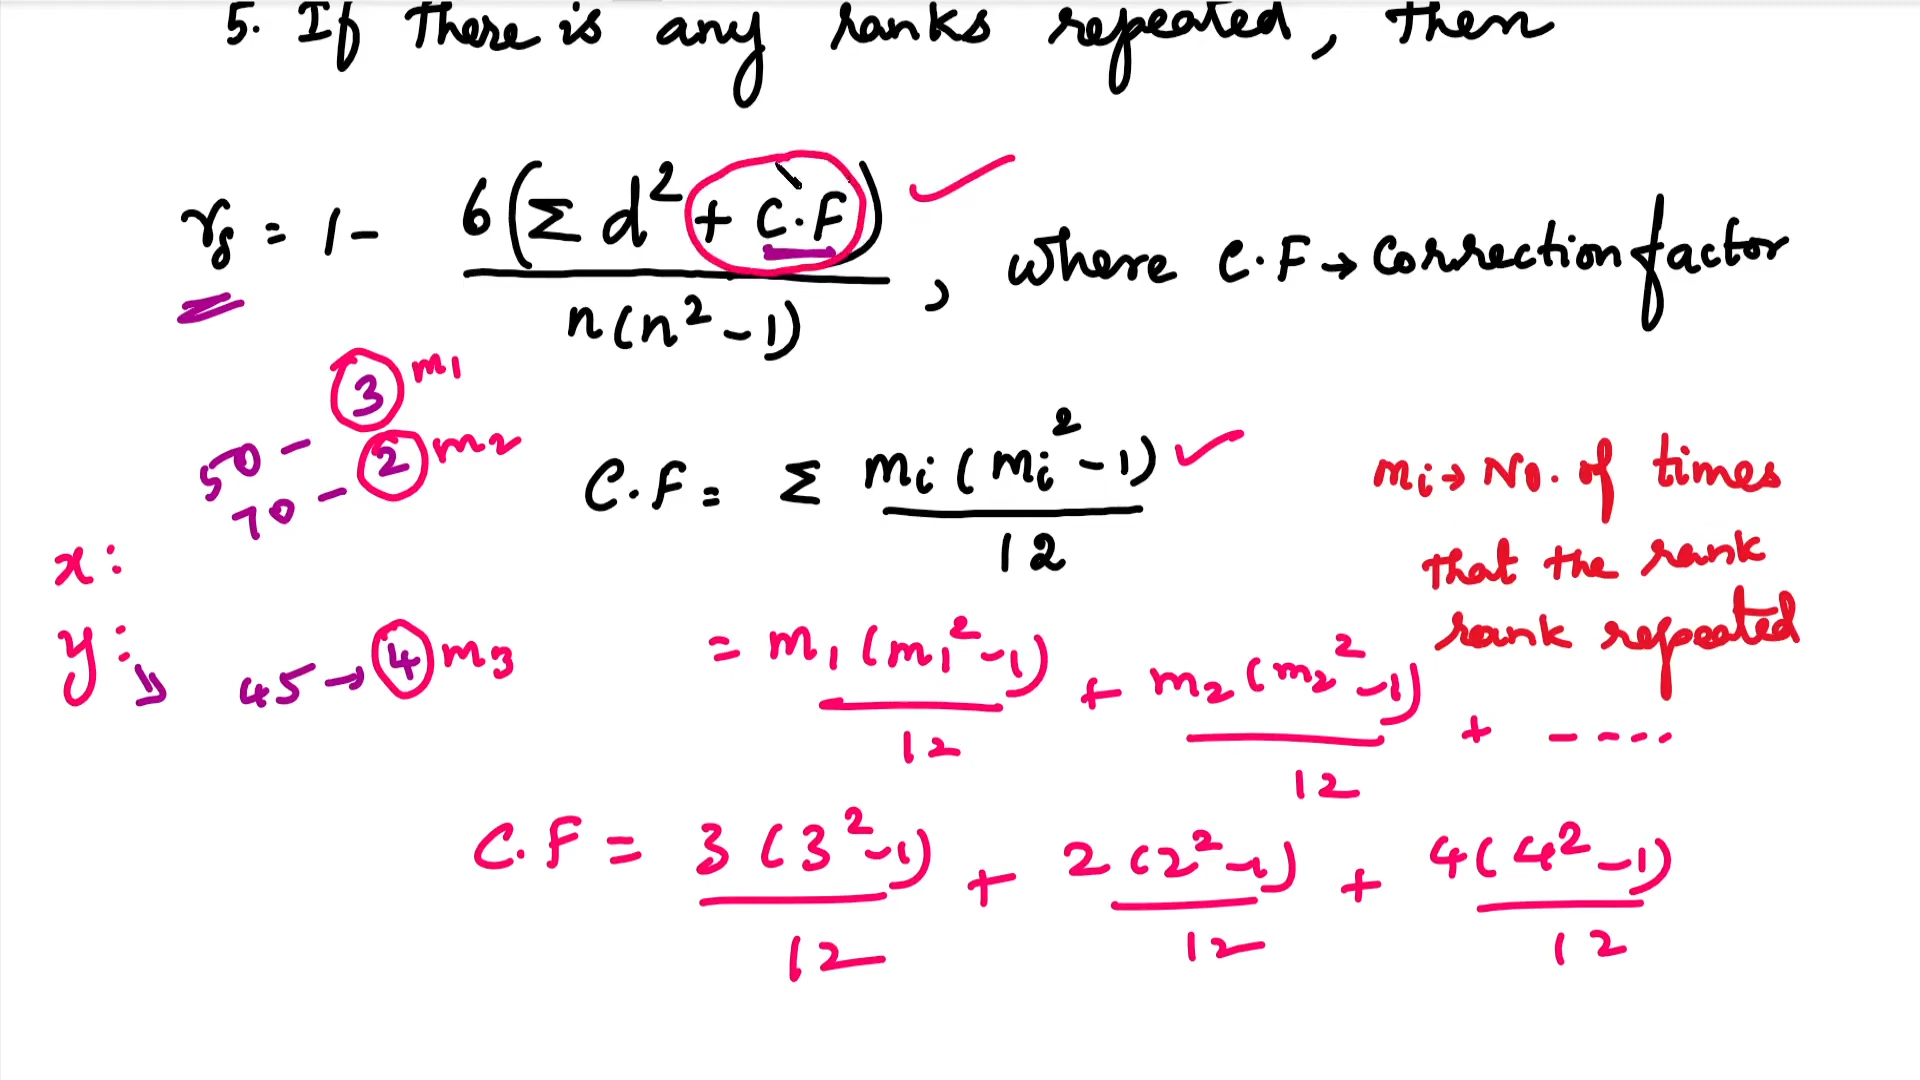 5. If there is any ranks repeated, then
rs = 1 - 6(Σ d² + C.F) / n(n² - 1) , where C.F → Correction factor
3 m1
50 -
70 - 2 m2
C.F = Σ mi(mi² - 1) / 12
mi → No. of times
that the rank
rank repeated
x:
y:
45 → 4 m3
= m1(m1² - 1) / 12 + m2(m2² - 1) / 12 + ----
C.F = 3(3² - 1) / 12 + 2(2² - 1) / 12 + 4(4² - 1) / 12